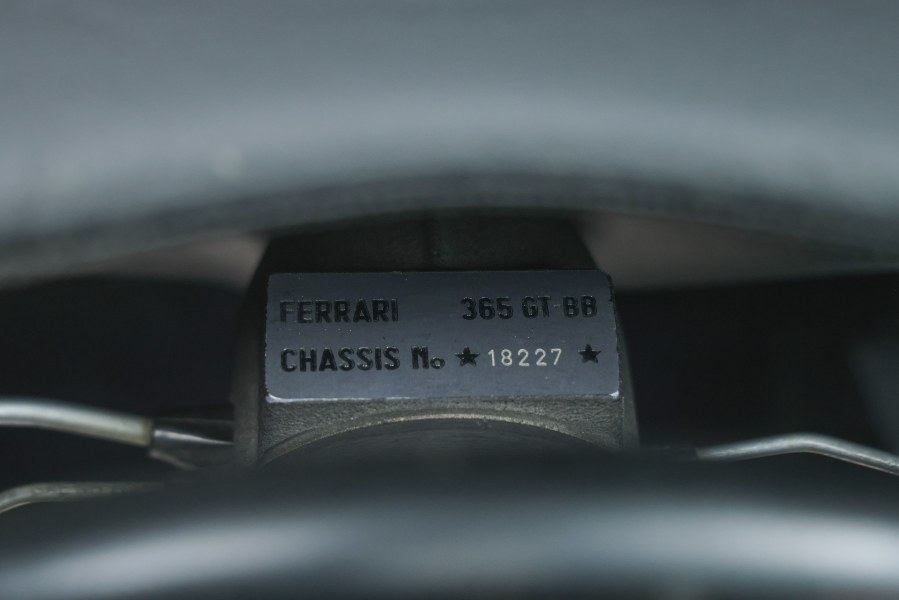 FERRARI 365 GT-BB
CHASSIS No ★ 18227 ★